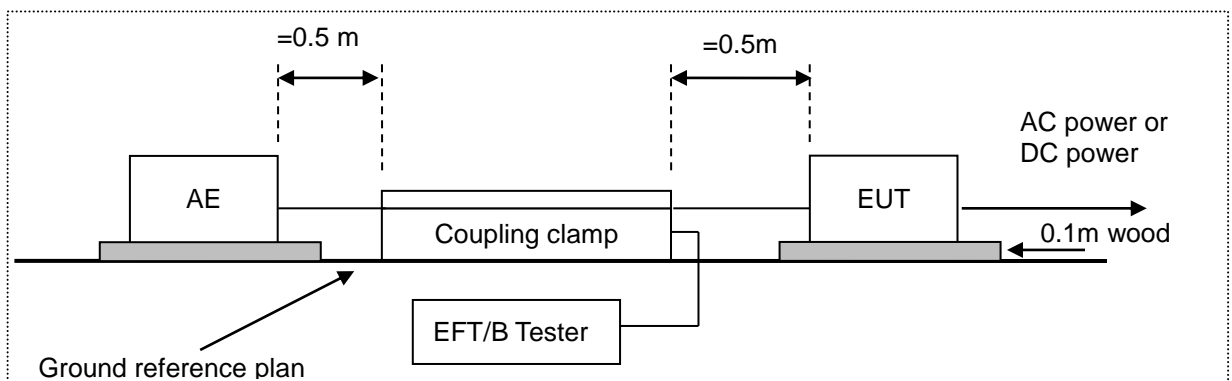 =0.5 m
=0.5m
AC power or
DC power
AE
EUT
Coupling clamp
0.1m wood
EFT/B Tester
Ground reference plan